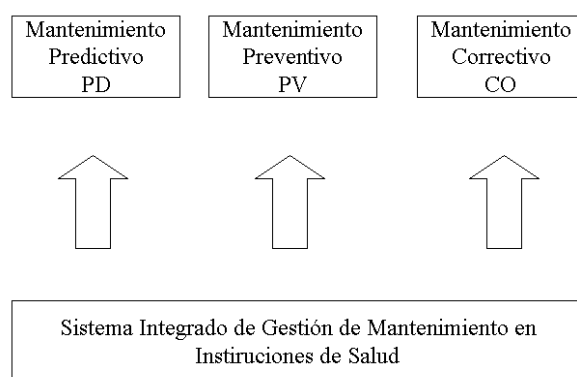 Mantenimiento
Predictivo
PD
Mantenimiento
Preventivo
PV
Mantenimiento
Correctivo
CO
Sistema Integrado de Gestión de Mantenimiento en
Instiruciones de Salud